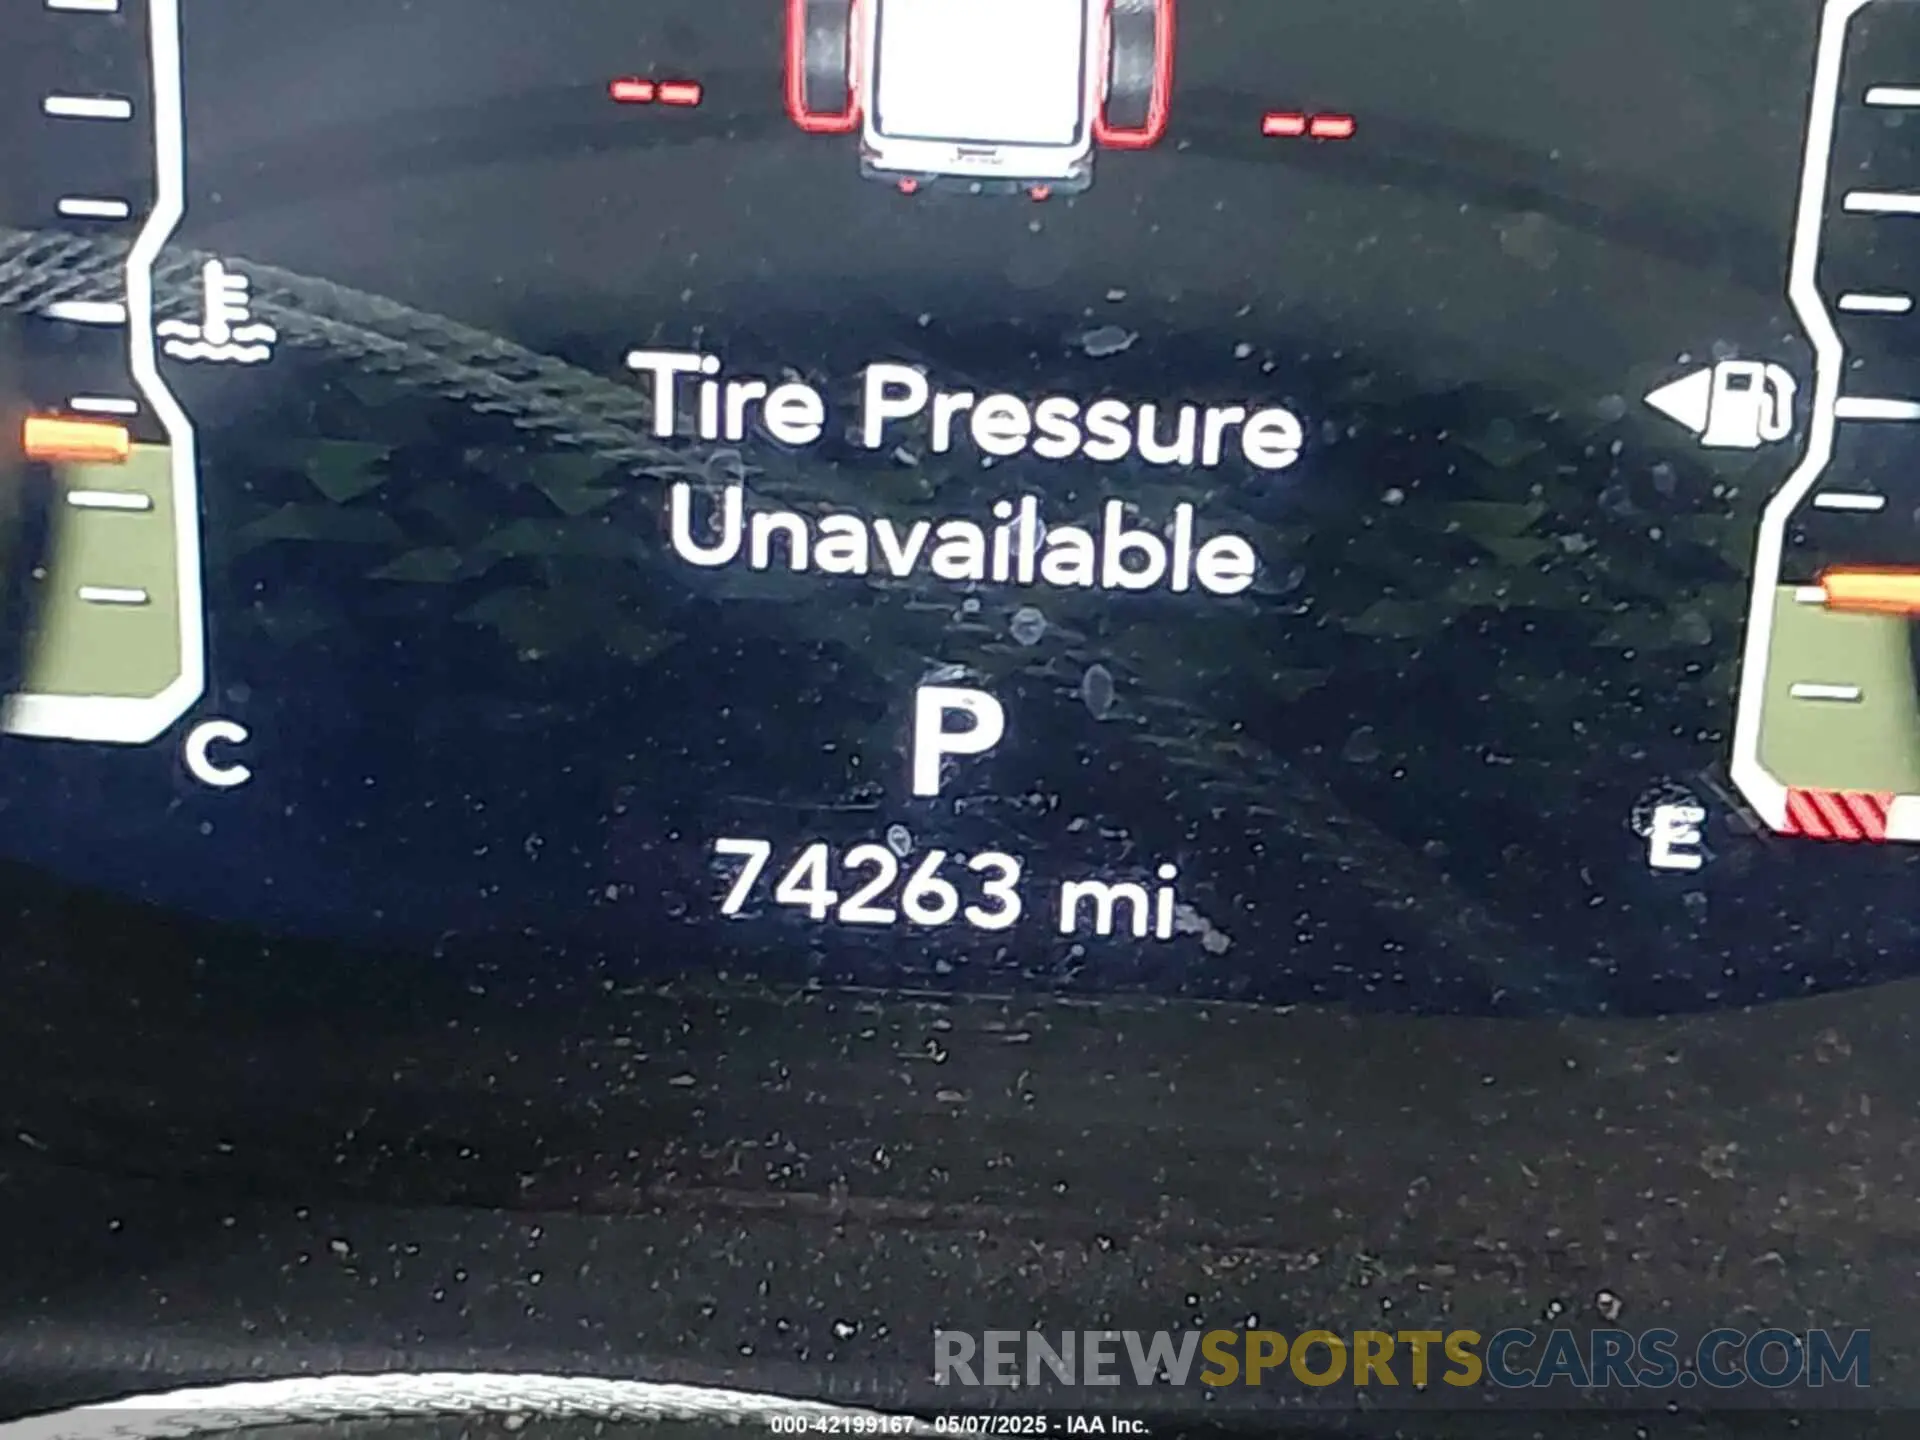 Tire Pressure
Unavailable
P
C
E
74263 mi
RENEWSPORTSCARS.COM
000-42199167 - 05/07/2025 - IAA Inc.